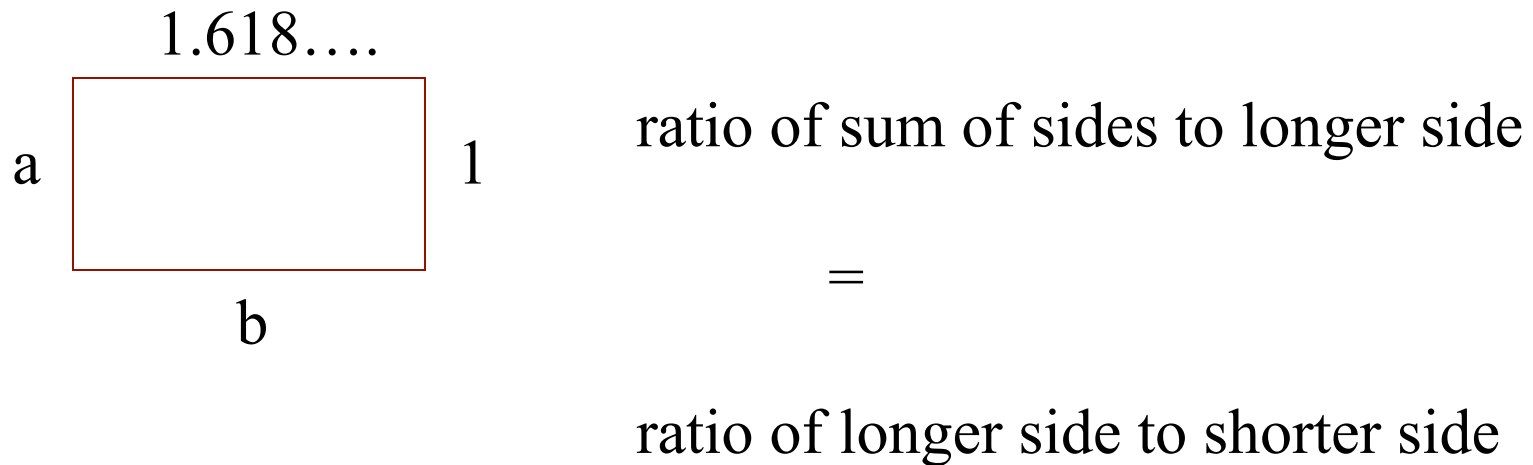 1.618....
a
1
b
ratio of sum of sides to longer side
=
ratio of longer side to shorter side